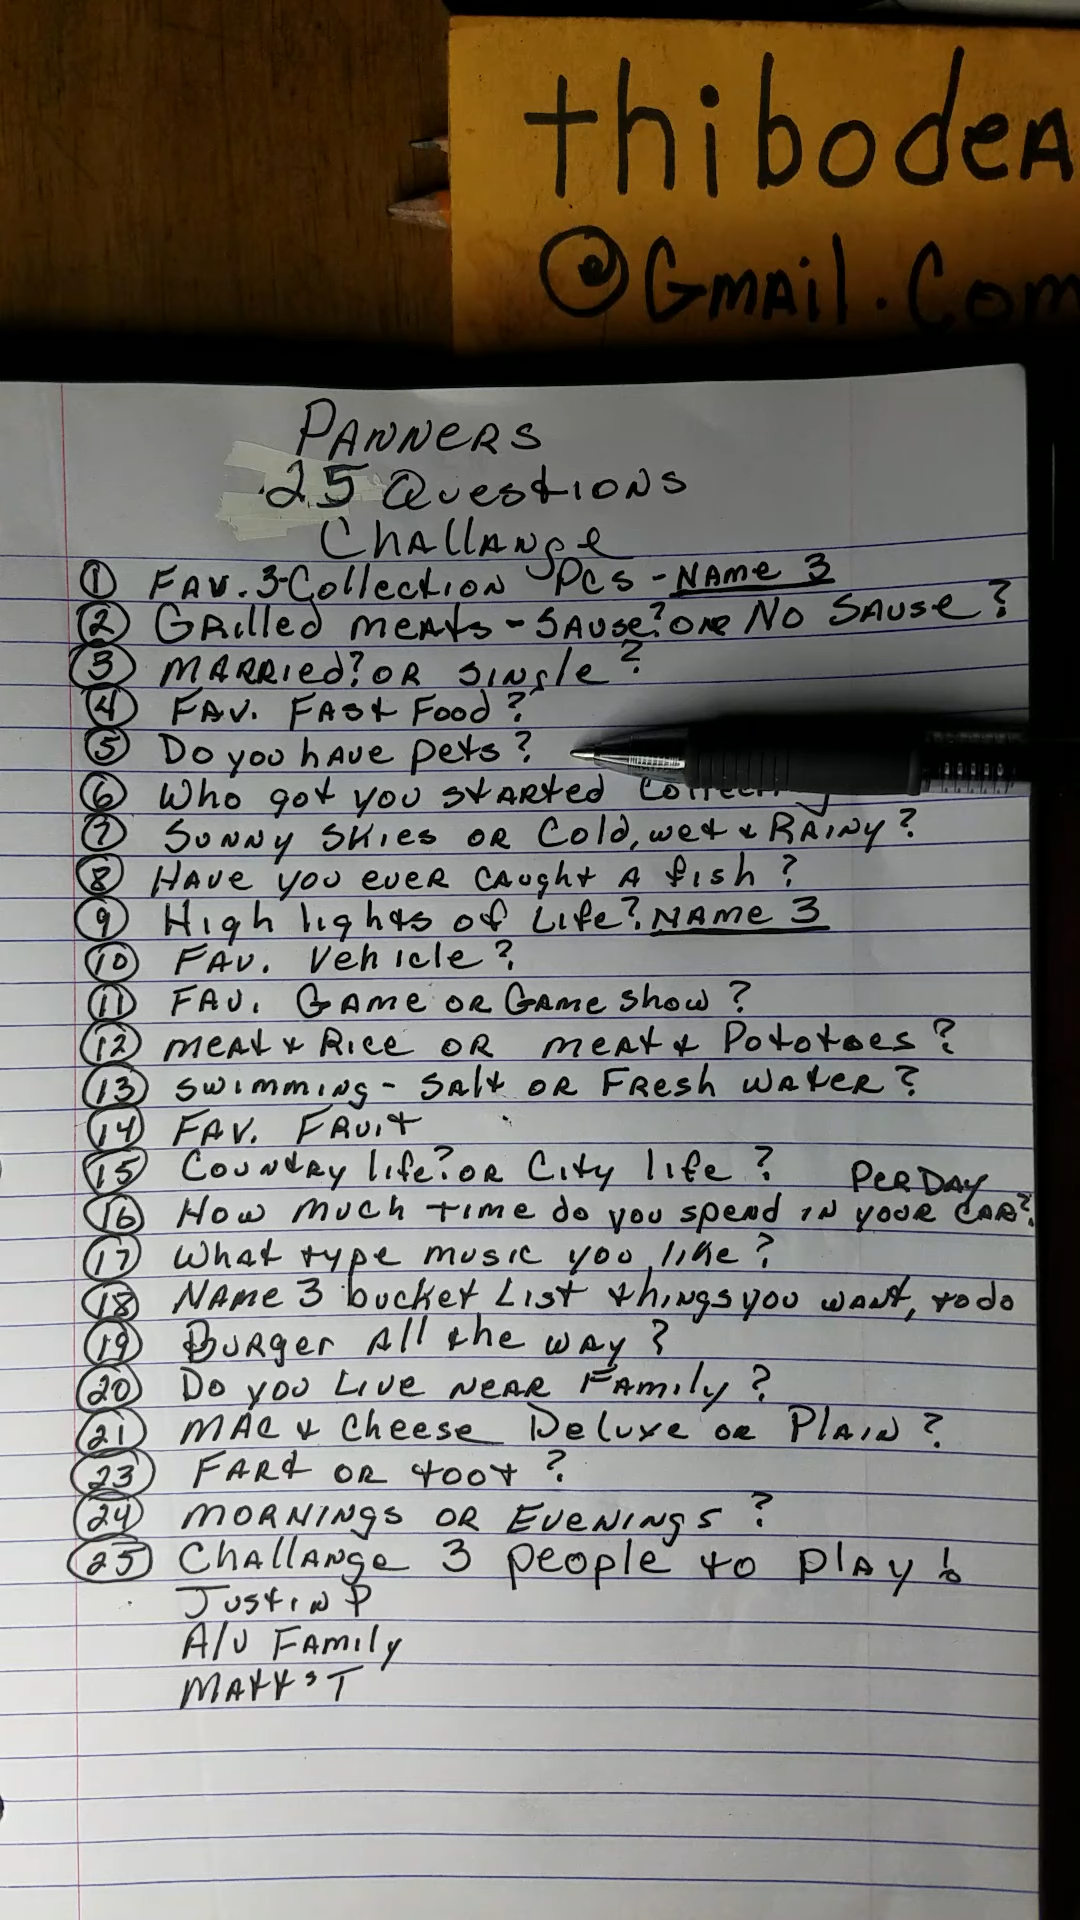 thibodeA
@GMAil.Com
PANNERS
25 QuestioNS
ChAllANge
1 FAV. 3-Collection Pcs - NAME 3
2 GRilled meAts - SAuse? OR No SAuse?
3 MARRied? OR siNgle?
4 FAV. FAst Food?
5 Do you hAve pets?
6 Who got you stARted
7 SuNNy SKies OR Cold, wet & RAiNy?
8 HAve you eveR cAught A fish?
9 High lights of Life? NAME 3
10 FAV. Vehicle?
11 FAV. GAme OR GAme show?
12 meAt & Rice OR meAt & Pototoes?
13 swimmiNg - SAlt OR FResh wAteR?
14 FAV. FRuit
15 CouNtRy life? OR City life?
PeR DAY
16 How much time do you speNd iN youR CAR?
17 WhAt type music you like?
18 NAme 3 bucket List thiNgs you wANt, to do
19 BuRger All the wAy?
20 Do you Live NeAR FAmily?
21 MAC & Cheese Deluxe oR PlAiN?
23 FARt OR toot?
24 MORNiNgs OR EveNiNgs?
25 ChAllANge 3 people to plAy!
JustiN P
A/U FAmily
MAtt's T